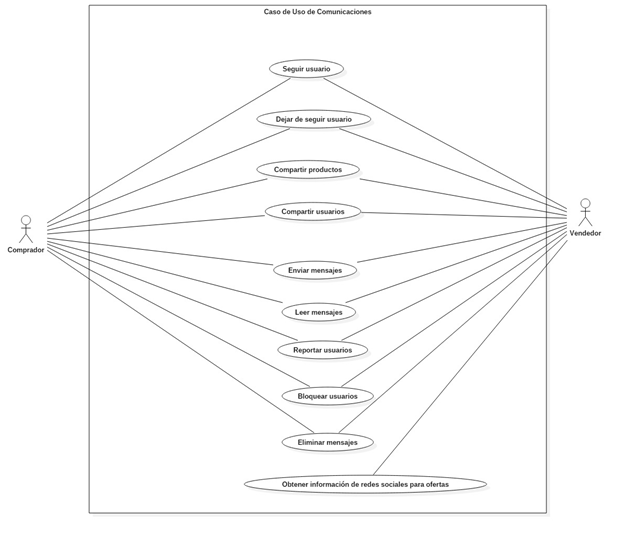 Caso de Uso de Comunicaciones
Seguir usuario
Dejar de seguir usuario
Compartir productos
Compartir usuarios
Comprador
Vendedor
Enviar mensajes
Leer mensajes
Reportar usuarios
Bloquear usuarios
Eliminar mensajes
Obtener información de redes sociales para ofertas